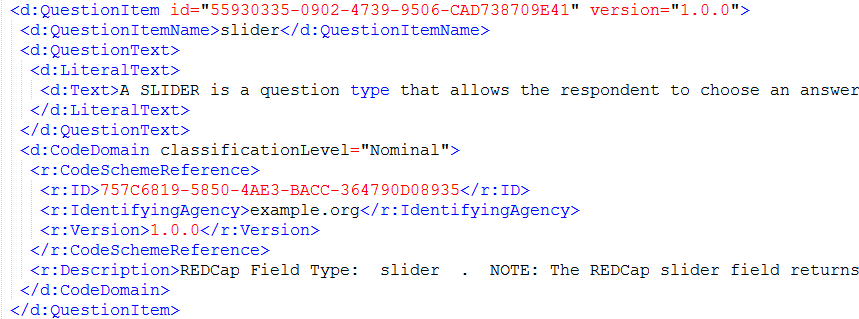 <d:QuestionItem id="55930335-0902-4739-9506-CAD738709E41" version="1.0.0">
<d:QuestionItemName>slider</d:QuestionItemName>
<d:QuestionText>
<d:LiteralText>
<d:Text>A SLIDER is a question type that allows the respondent to choose an answer
</d:LiteralText>
</d:QuestionText>
<d:CodeDomain classificationLevel="Nominal">
<r:CodeSchemeReference>
<r:ID>757C6819-5850-4AE3-BACC-364790D08935</r:ID>
<r:IdentifyingAgency>example.org</r:IdentifyingAgency>
<r:Version>1.0.0</r:Version>
</r:CodeSchemeReference>
<r:Description>REDCap Field Type:  slider  .  NOTE: The REDCap slider field returns
</d:CodeDomain>
</d:QuestionItem>